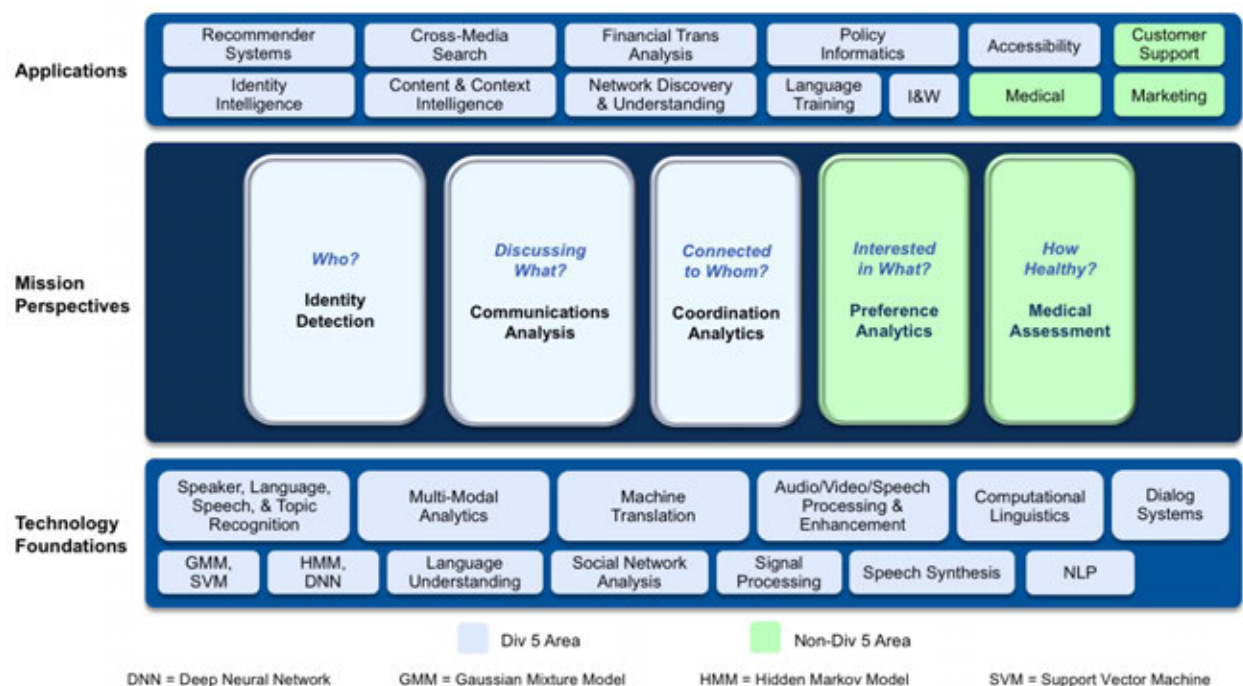 Applications
Recommender
Systems
Cross-Media
Search
Financial Trans
Analysis
Policy
Informatics
Accessibility
Customer
Support
Identity
Intelligence
Content & Context
Intelligence
Network Discovery
& Understanding
Language
Training
I&W
Medical
Marketing
Mission
Perspectives
Who?
Identity
Detection
Discussing
What?
Communications
Analysis
Connected
to Whom?
Coordination
Analytics
Interested
in What?
Preference
Analytics
How
Healthy?
Medical
Assessment
Technology
Foundations
Speaker, Language,
Speech, & Topic
Recognition
Multi-Modal
Analytics
Machine
Translation
Audio/Video/Speech
Processing &
Enhancement
Computational
Linguistics
Dialog
Systems
GMM,
SVM
HMM,
DNN
Language
Understanding
Social Network
Analysis
Signal
Processing
Speech Synthesis
NLP
Div 5 Area
Non-Div 5 Area
DNN = Deep Neural Network
GMM = Gaussian Mixture Model
HMM = Hidden Markov Model
SVM = Support Vector Machine